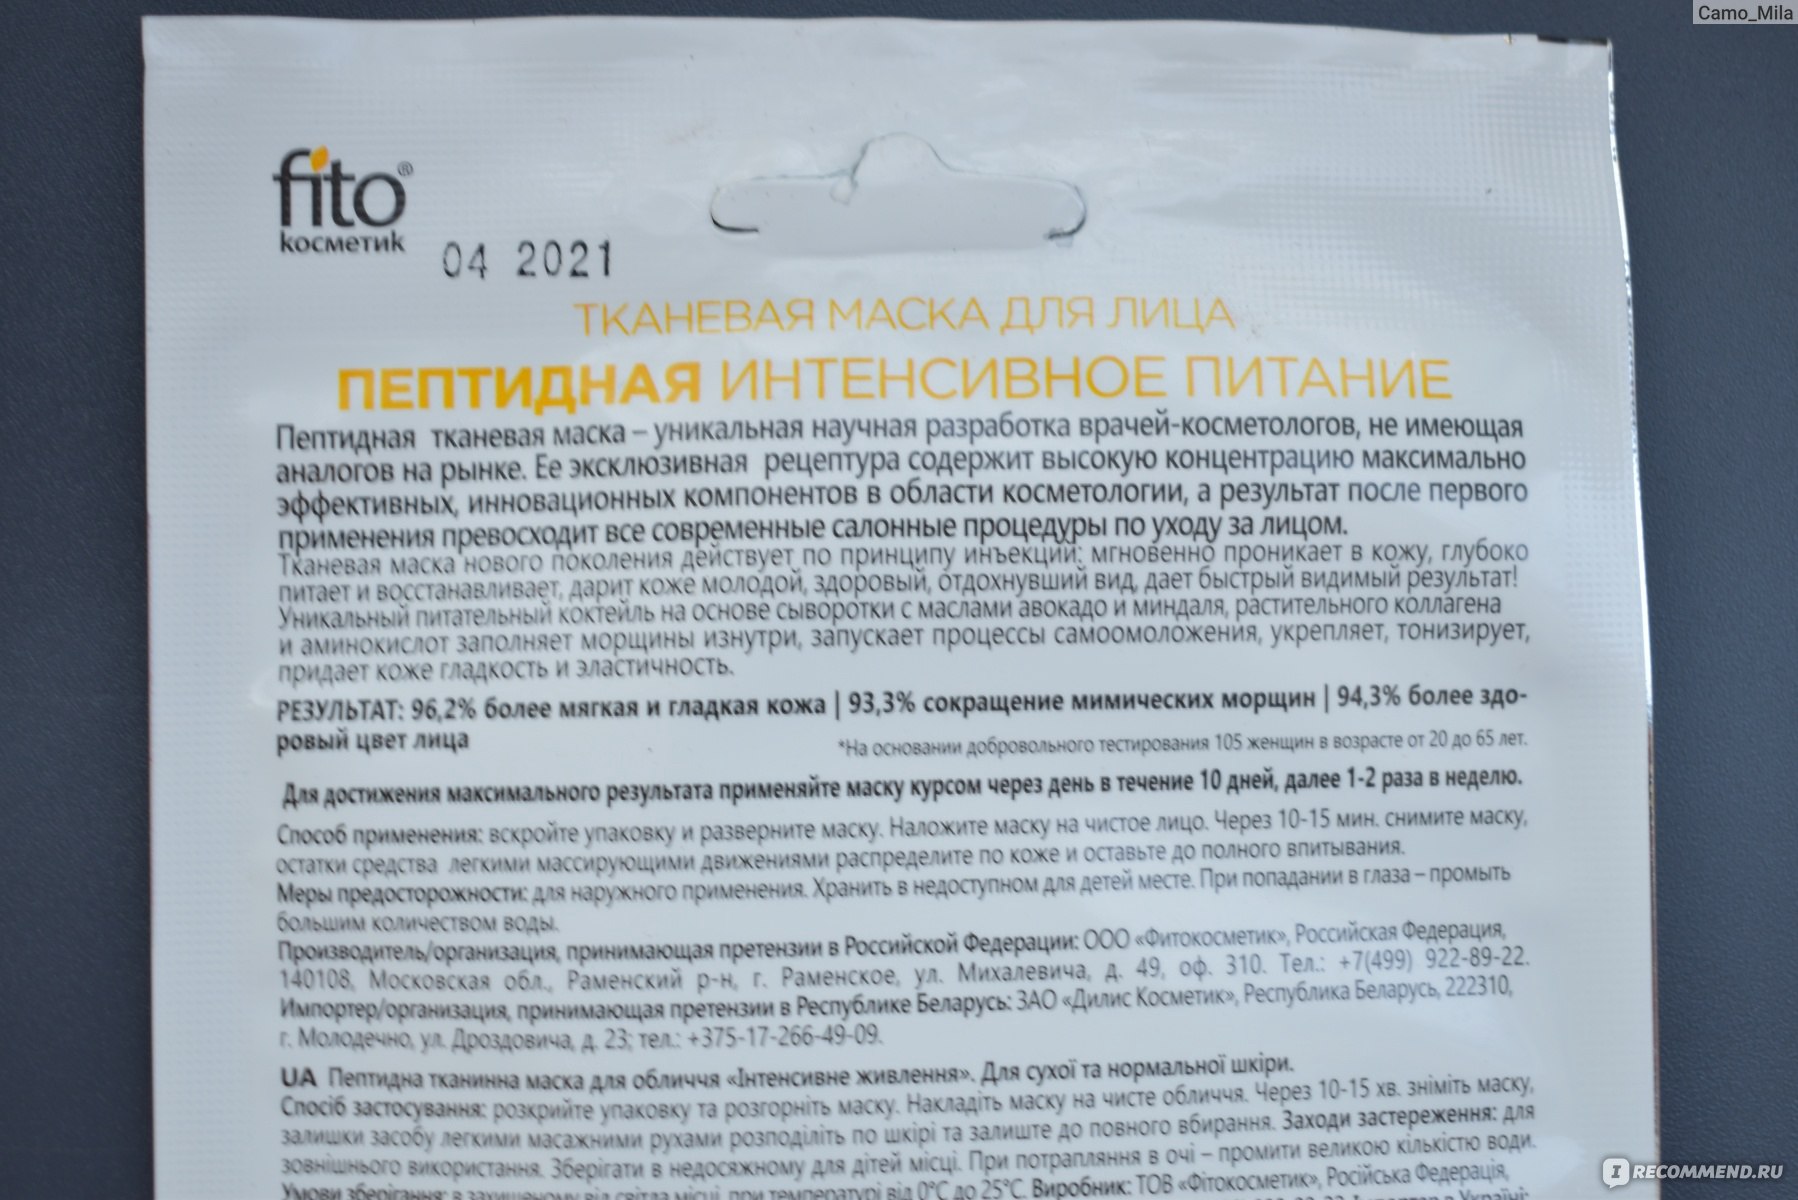 Camo_Mila
fito®
косметик
04 2021
ТКАНЕВАЯ МАСКА ДЛЯ ЛИЦА
ПЕПТИДНАЯ ИНТЕНСИВНОЕ ПИТАНИЕ
Пептидная тканевая маска – уникальная научная разработка врачей-косметологов, не имеющая
аналогов на рынке. Ее эксклюзивная рецептура содержит высокую концентрацию максимально
эффективных, инновационных компонентов в области косметологии, а результат после первого
применения превосходит все современные салонные процедуры по уходу за лицом.
Тканевая маска нового поколения действует по принципу инъекций: мгновенно проникает в кожу, глубоко
питает и восстанавливает, дарит коже молодой, здоровый, отдохнувший вид, дает быстрый видимый результат!
Уникальный питательный коктейль на основе сыворотки с маслами авокадо и миндаля, растительного коллагена
и аминокислот заполняет морщины изнутри, запускает процессы самоомоложения, укрепляет, тонизирует,
придает коже гладкость и эластичность.
РЕЗУЛЬТАТ: 96,2% более мягкая и гладкая кожа | 93,3% сокращение мимических морщин | 94,3% более здо-
ровый цвет лица
*На основании добровольного тестирования 105 женщин в возрасте от 20 до 65 лет.
Для достижения максимального результата применяйте маску курсом через день в течение 10 дней, далее 1-2 раза в неделю.
Способ применения: вскройте упаковку и разверните маску. Наложите маску на чистое лицо. Через 10-15 мин. снимите маску,
остатки средства легкими массирующими движениями распределите по коже и оставьте до полного впитывания.
Меры предосторожности: для наружного применения. Хранить в недоступном для детей месте. При попадании в глаза – промыть
большим количеством воды.
Производитель/организация, принимающая претензии в Российской Федерации: ООО «Фитокосметик», Российская Федерация,
140108, Московская обл., Раменский р-н, г. Раменское, ул. Михалевича, д. 49, оф. 310. Тел.: +7(499) 922-89-22.
Импортер/организация, принимающая претензии в Республике Беларусь: ЗАО «Дилис Косметик», Республика Беларусь, 222310,
г. Молодечно, ул. Дроздовича, д. 23; тел.: +375-17-266-49-09.
UA Пептидна тканинна маска для обличчя «Інтенсивне живлення». Для сухої та нормальної шкіри.
Спосіб застосування: розкрийте упаковку та розгорніть маску. Накладіть маску на чисте обличчя. Через 10-15 хв. зніміть маску,
залишки засобу легкими масажними рухами розподіліть по шкірі та залиште до повного вбирання. Заходи застереження: для
зовнішнього використання. Зберігати в недосяжному для дітей місці. При потрапляння в очі – промити великою кількістю води.
Умови зберігання: в захищеному від світла місці, при температурі від 0°C до 25°C. Виробник: ТОВ «Фітокосметик», Російська Федерація,
I RECOMMEND.RU